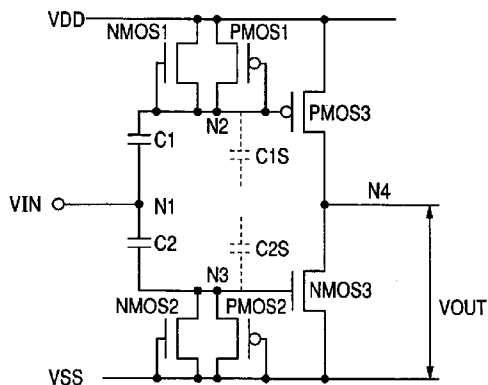 VDD
NMOS1
PMOS1
N2
PMOS3
C1
C1S
VIN
N1
N4
C2
C2S
N3
NMOS3
NMOS2
PMOS2
VOUT
VSS